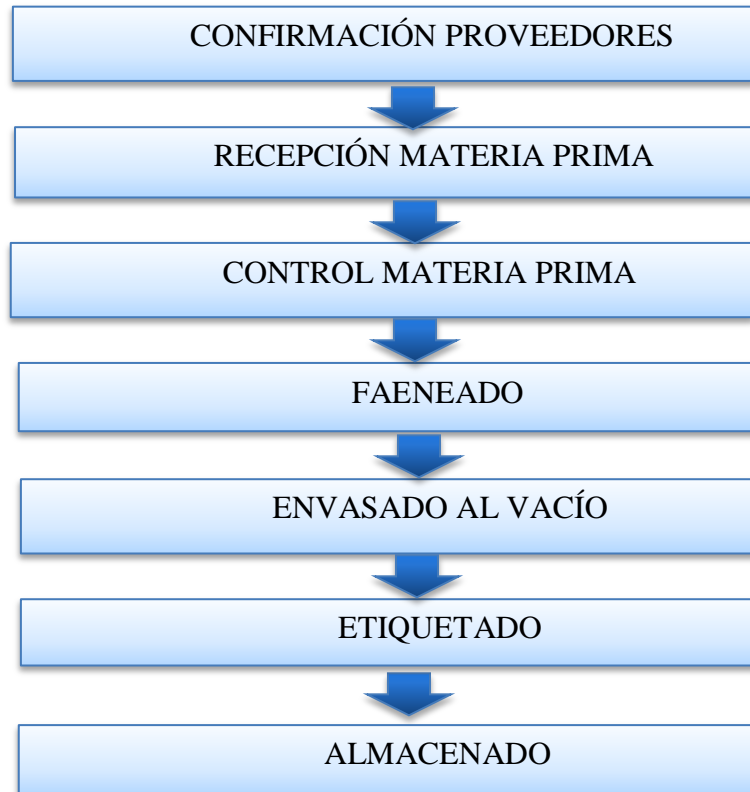 CONFIRMACIÓN PROVEEDORES
RECEPCIÓN MATERIA PRIMA
CONTROL MATERIA PRIMA
FAENEADO
ENVASADO AL VACÍO
ETIQUETADO
ALMACENADO